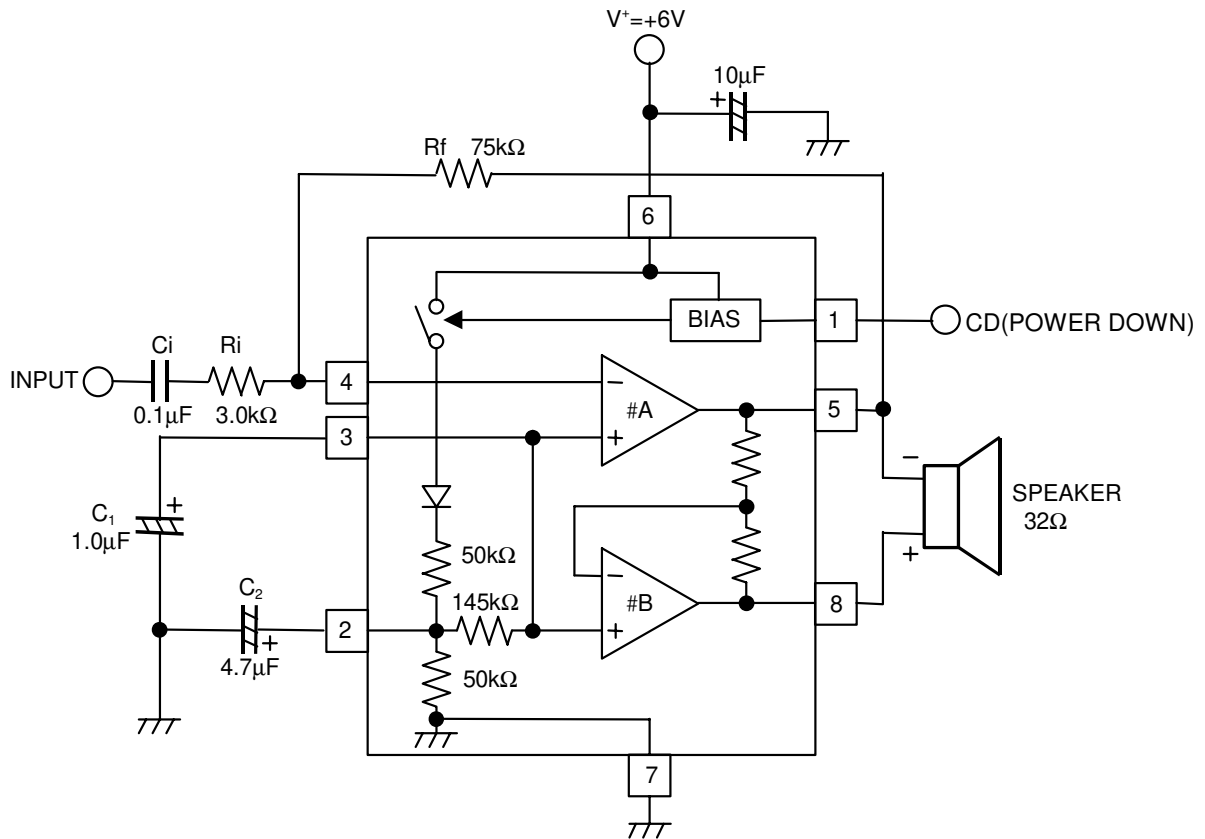 V⁺=+6V
10µF
+
Rf 75kΩ
6
BIAS
1
CD(POWER DOWN)
Ci Ri
INPUT
0.1µF 3.0kΩ
4
−
#A
+
5
3
C₁
+
1.0µF
−
SPEAKER
32Ω
+
50kΩ
C₂
145kΩ
−
#B
+
8
2
+
4.7µF
50kΩ
7